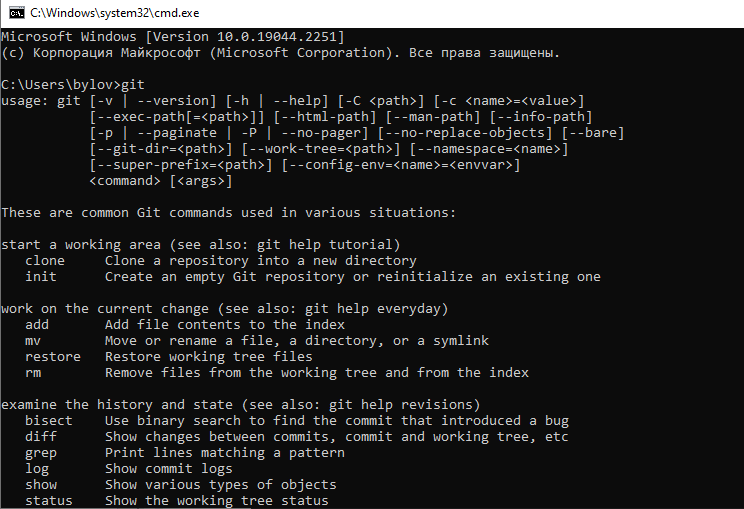 C:\Windows\system32\cmd.exe
Microsoft Windows [Version 10.0.19044.2251]
(c) Корпорация Майкрософт (Microsoft Corporation). Все права защищены.
C:\Users\bylov>git
usage: git [-v | --version] [-h | --help] [-C <path>] [-c <name>=<value>]
           [--exec-path[=<path>]] [--html-path] [--man-path] [--info-path]
           [-p | --paginate | -P | --no-pager] [--no-replace-objects] [--bare]
           [--git-dir=<path>] [--work-tree=<path>] [--namespace=<name>]
           [--super-prefix=<path>] [--config-env=<name>=<envvar>]
           <command> [<args>]
These are common Git commands used in various situations:
start a working area (see also: git help tutorial)
   clone     Clone a repository into a new directory
   init      Create an empty Git repository or reinitialize an existing one
work on the current change (see also: git help everyday)
   add       Add file contents to the index
   mv        Move or rename a file, a directory, or a symlink
   restore   Restore working tree files
   rm        Remove files from the working tree and from the index
examine the history and state (see also: git help revisions)
   bisect    Use binary search to find the commit that introduced a bug
   diff      Show changes between commits, commit and working tree, etc
   grep      Print lines matching a pattern
   log       Show commit logs
   show      Show various types of objects
   status    Show the working tree status